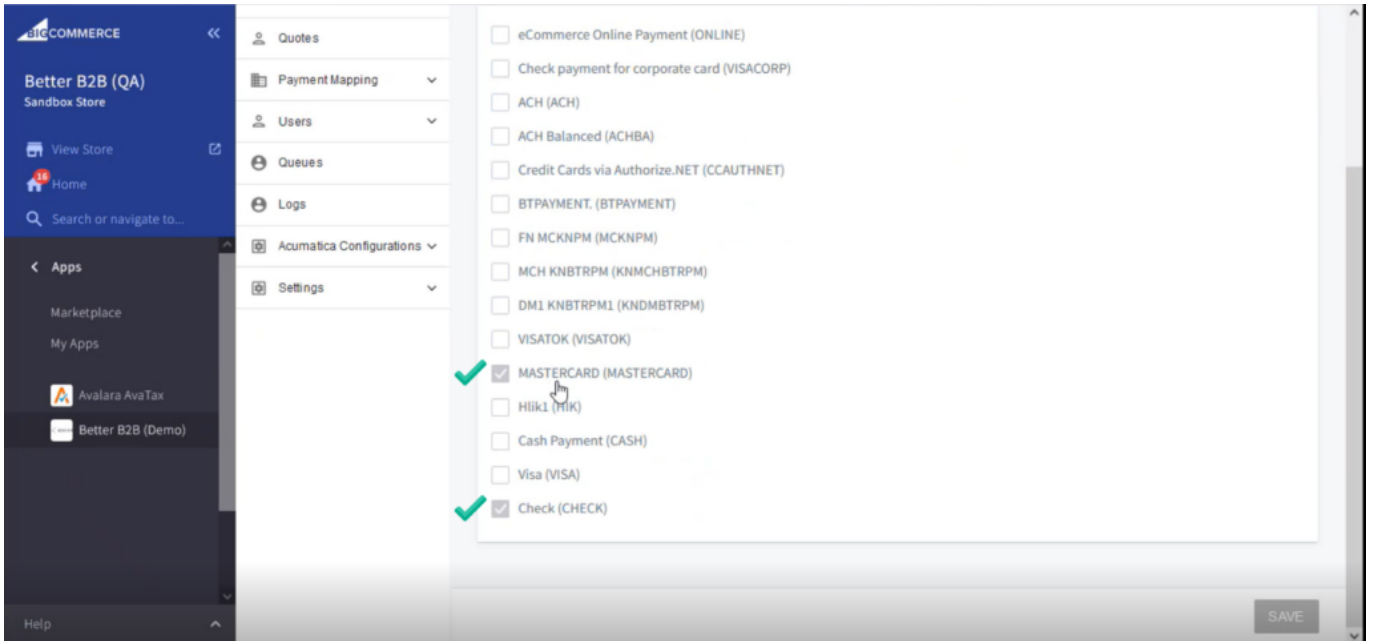 BIGCOMMERCE
Better B2B (QA)
Sandbox Store
View Store
16
Home
Search or navigate to...
Apps
Marketplace
My Apps
Avalara AvaTax
Better B2B (Demo)
Help
Quotes
Payment Mapping
Users
Queues
Logs
Acumatica Configurations
Settings
eCommerce Online Payment (ONLINE)
Check payment for corporate card (VISACORP)
ACH (ACH)
ACH Balanced (ACHBA)
Credit Cards via Authorize.NET (CCAUTHNET)
BTPAYMENT. (BTPAYMENT)
FN MCKNPM (MCKNPM)
MCH KNBTRPM (KNMCHBTRPM)
DM1 KNBTRPM1 (KNDMBTRPM)
VISATOK (VISATOK)
MASTERCARD (MASTERCARD)
Hlik1 (HIK)
Cash Payment (CASH)
Visa (VISA)
Check (CHECK)
SAVE